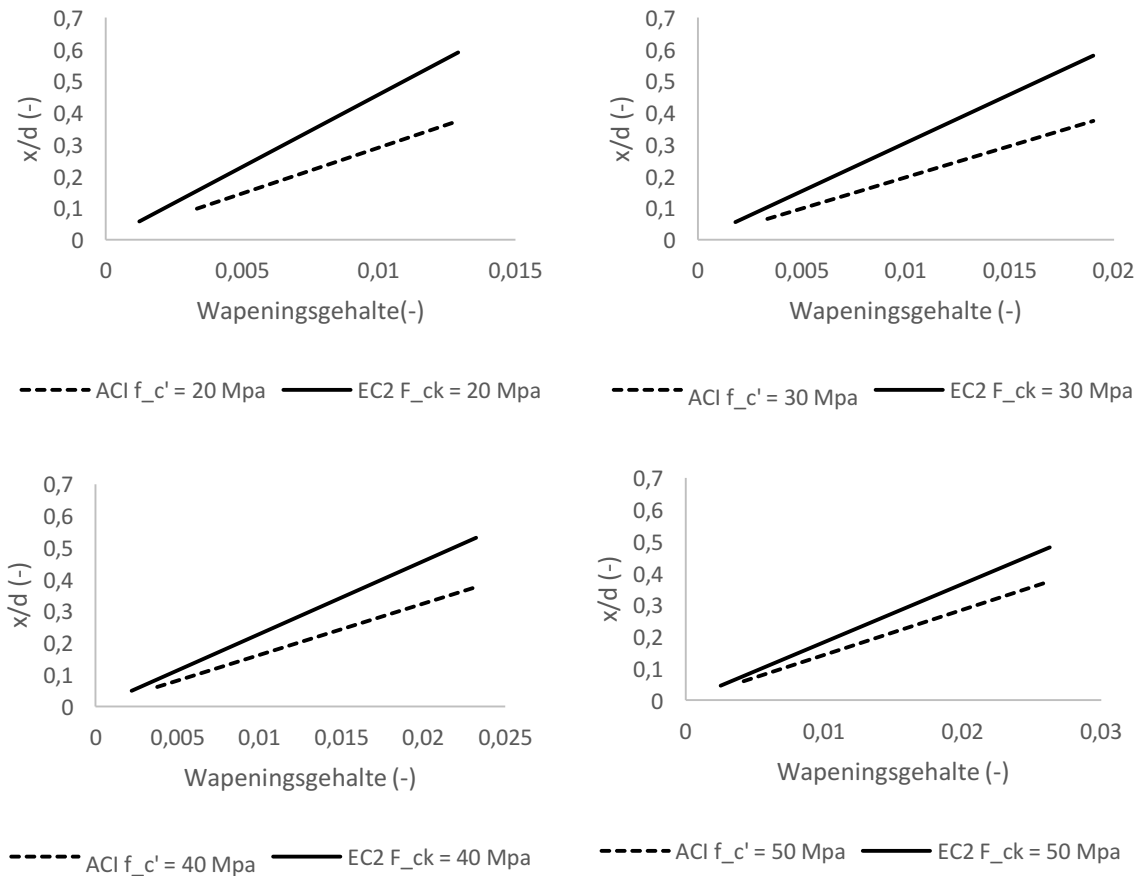 0,7
0,6
0,5
0,4
0,3
0,2
0,1
0
x/d (-)
0 0,005 0,01 0,015
Wapeningsgehalte(-)
ACI f_c' = 20 Mpa EC2 F_ck = 20 Mpa
0,7
0,6
0,5
0,4
0,3
0,2
0,1
0
x/d (-)
0 0,005 0,01 0,015 0,02
Wapeningsgehalte (-)
ACI f_c' = 30 Mpa EC2 F_ck = 30 Mpa
0,7
0,6
0,5
0,4
0,3
0,2
0,1
0
x/d (-)
0 0,005 0,01 0,015 0,02 0,025
Wapeningsgehalte (-)
ACI f_c' = 40 Mpa EC2 F_ck = 40 Mpa
0,7
0,6
0,5
0,4
0,3
0,2
0,1
0
x/d (-)
0 0,01 0,02 0,03
Wapeningsgehalte (-)
ACI f_c' = 50 Mpa EC2 F_ck = 50 Mpa